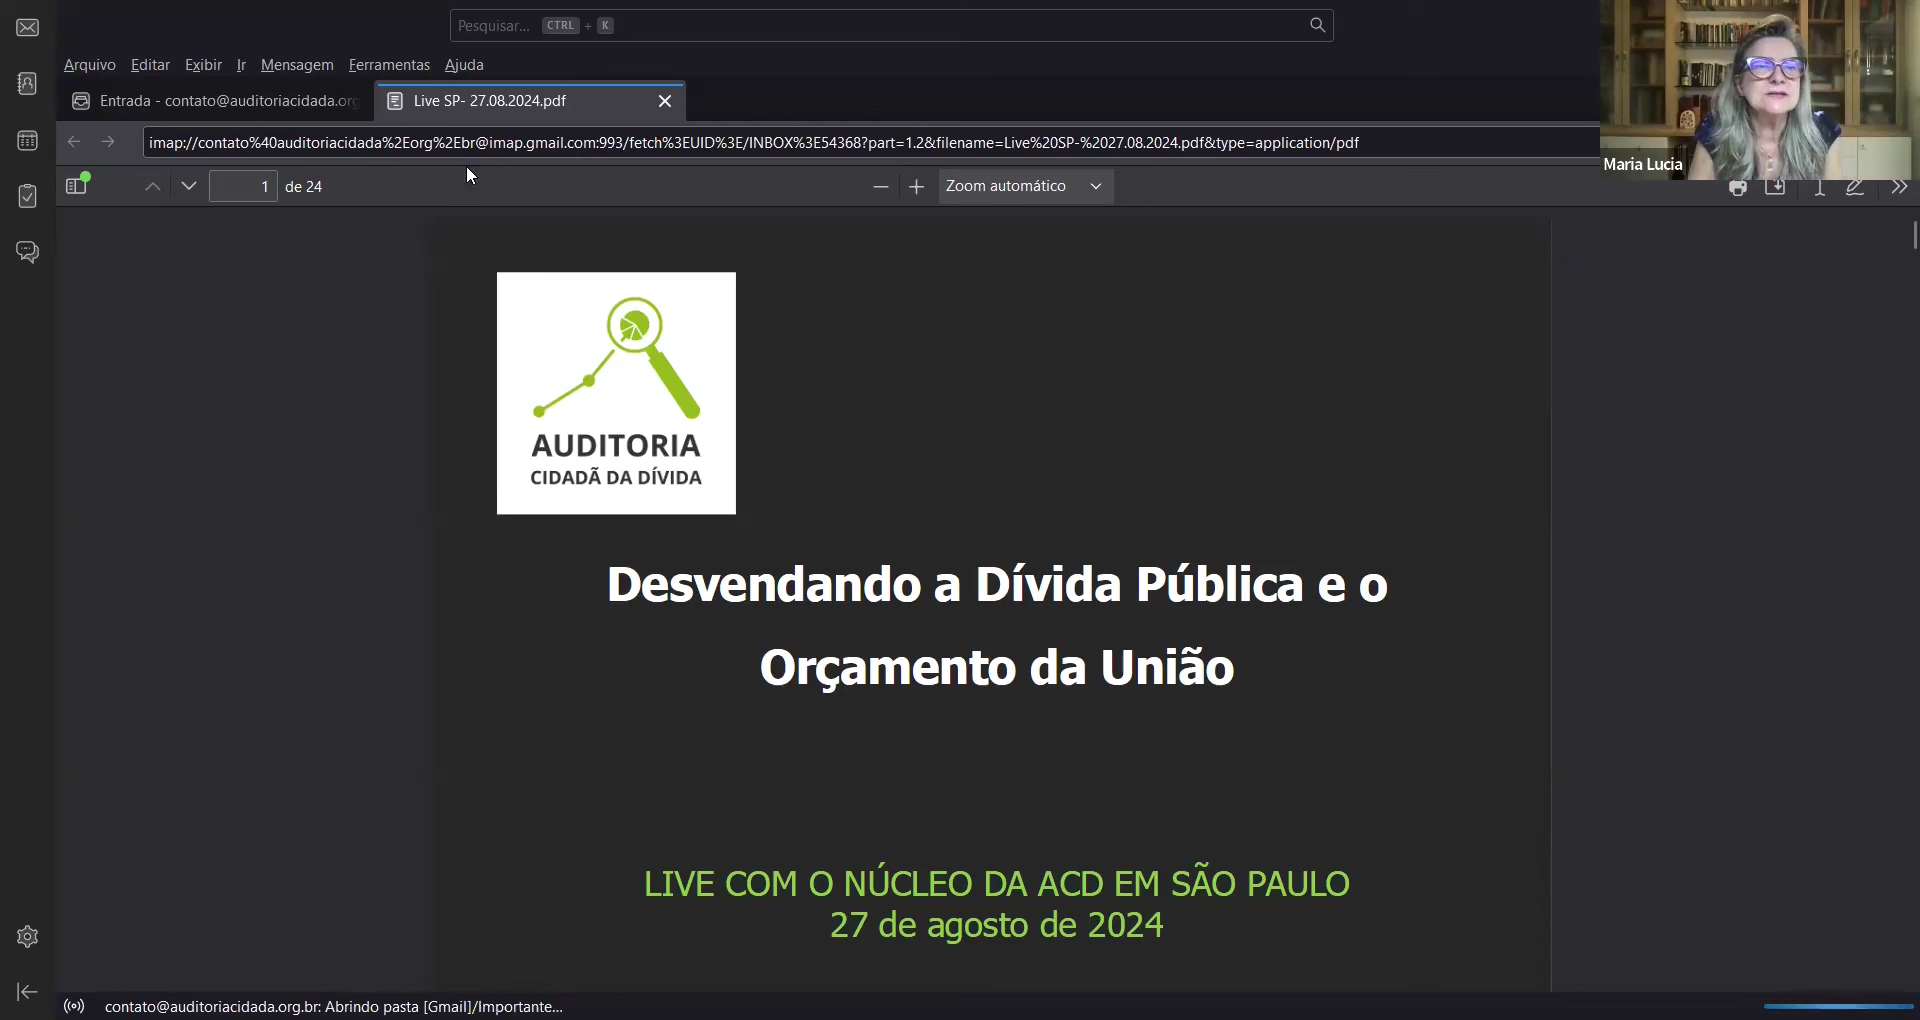 Pesquisar... CTRL + K
Arquivo Editar Exibir Ir Mensagem Ferramentas Ajuda
Entrada - contato@auditoriacidada.org
Live SP- 27.08.2024.pdf
imap://contato%40auditoriacidada%2Eorg%2Ebr@imap.gmail.com:993/fetch%3EUID%3E/INBOX%3E54368?part=1.2&filename=Live%20SP-%2027.08.2024.pdf&type=application/pdf
Maria Lucia
1 de 24
Zoom automático
AUDITORIA
CIDADÃ DA DÍVIDA
Desvendando a Dívida Pública e o
Orçamento da União
LIVE COM O NÚCLEO DA ACD EM SÃO PAULO
27 de agosto de 2024
contato@auditoriacidada.org.br: Abrindo pasta [Gmail]/Importante...